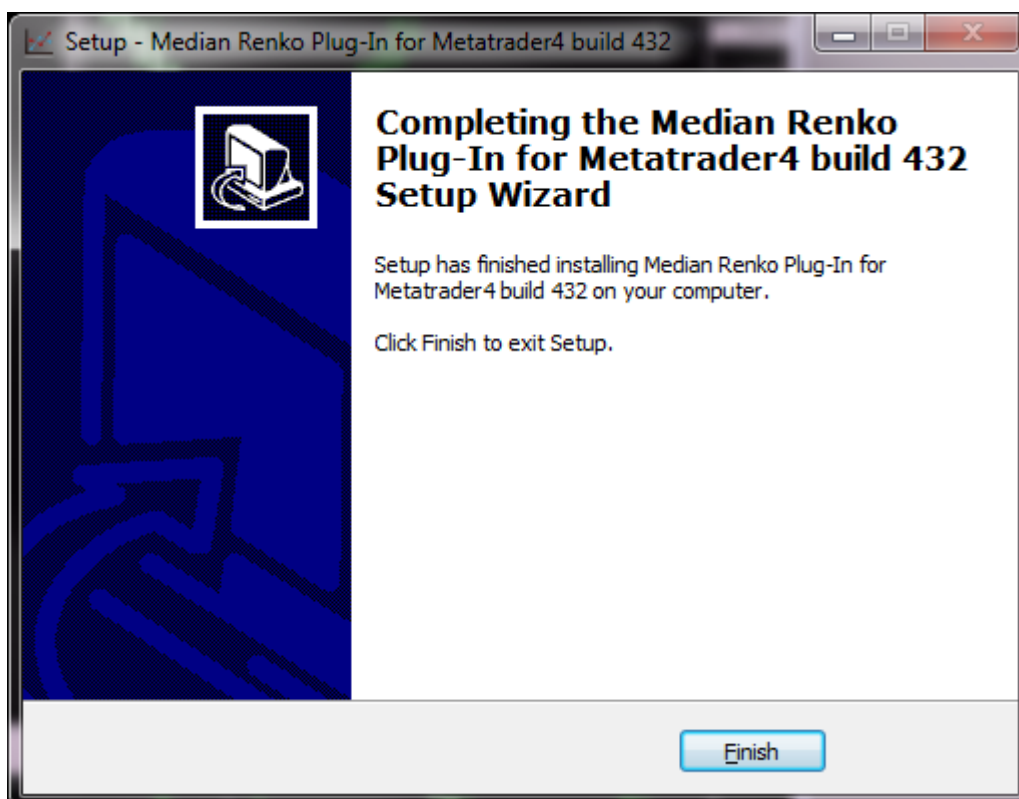 Setup - Median Renko Plug-In for Metatrader4 build 432
Completing the Median Renko
Plug-In for Metatrader4 build 432
Setup Wizard
Setup has finished installing Median Renko Plug-In for
Metatrader4 build 432 on your computer.
Click Finish to exit Setup.
Finish